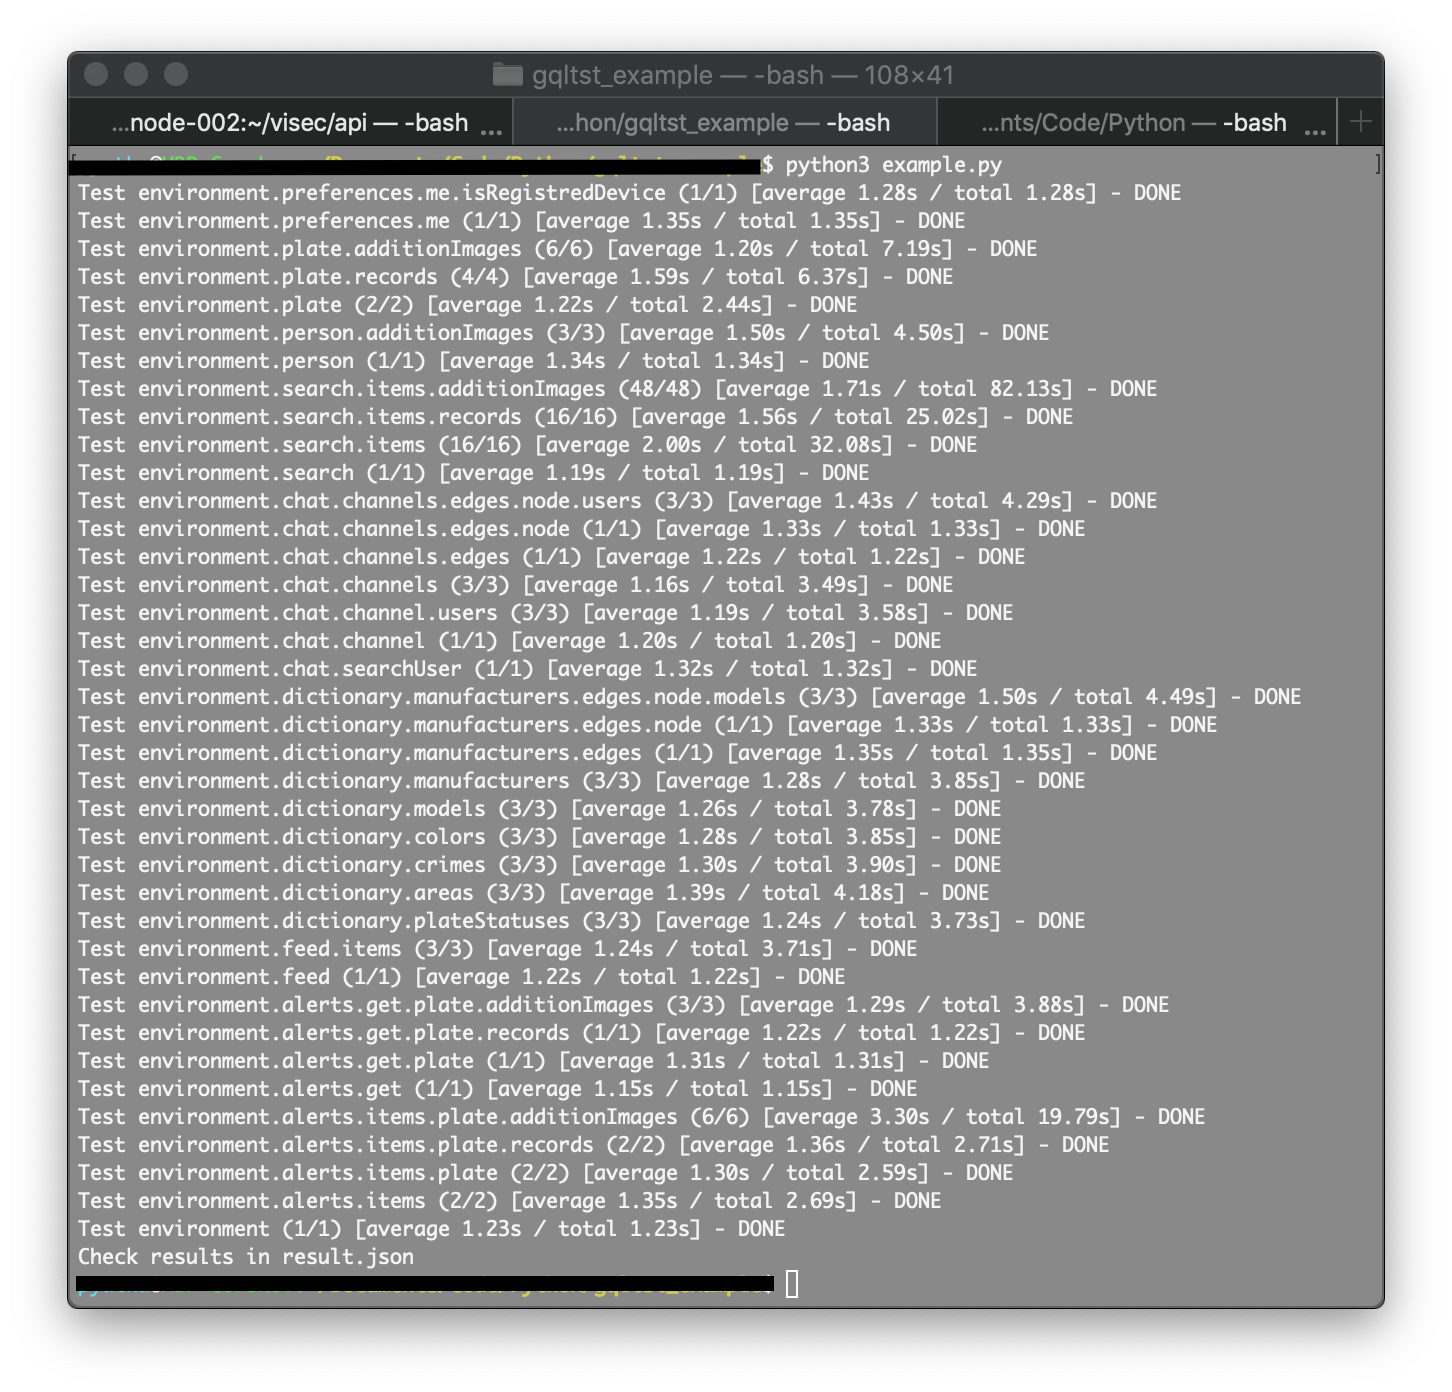 gqltst_example — -bash — 108×41
...node-002:~/visec/api — -bash ... ...hon/gqltst_example — -bash ...nts/Code/Python — -bash ... +
$ python3 example.py
Test environment.preferences.me.isRegistredDevice (1/1) [average 1.28s / total 1.28s] - DONE
Test environment.preferences.me (1/1) [average 1.35s / total 1.35s] - DONE
Test environment.plate.additionImages (6/6) [average 1.20s / total 7.19s] - DONE
Test environment.plate.records (4/4) [average 1.59s / total 6.37s] - DONE
Test environment.plate (2/2) [average 1.22s / total 2.44s] - DONE
Test environment.person.additionImages (3/3) [average 1.50s / total 4.50s] - DONE
Test environment.person (1/1) [average 1.34s / total 1.34s] - DONE
Test environment.search.items.additionImages (48/48) [average 1.71s / total 82.13s] - DONE
Test environment.search.items.records (16/16) [average 1.56s / total 25.02s] - DONE
Test environment.search.items (16/16) [average 2.00s / total 32.08s] - DONE
Test environment.search (1/1) [average 1.19s / total 1.19s] - DONE
Test environment.chat.channels.edges.node.users (3/3) [average 1.43s / total 4.29s] - DONE
Test environment.chat.channels.edges.node (1/1) [average 1.33s / total 1.33s] - DONE
Test environment.chat.channels.edges (1/1) [average 1.22s / total 1.22s] - DONE
Test environment.chat.channels (3/3) [average 1.16s / total 3.49s] - DONE
Test environment.chat.channel.users (3/3) [average 1.19s / total 3.58s] - DONE
Test environment.chat.channel (1/1) [average 1.20s / total 1.20s] - DONE
Test environment.chat.searchUser (1/1) [average 1.32s / total 1.32s] - DONE
Test environment.dictionary.manufacturers.edges.node.models (3/3) [average 1.50s / total 4.49s] - DONE
Test environment.dictionary.manufacturers.edges.node (1/1) [average 1.33s / total 1.33s] - DONE
Test environment.dictionary.manufacturers.edges (1/1) [average 1.35s / total 1.35s] - DONE
Test environment.dictionary.manufacturers (3/3) [average 1.28s / total 3.85s] - DONE
Test environment.dictionary.models (3/3) [average 1.26s / total 3.78s] - DONE
Test environment.dictionary.colors (3/3) [average 1.28s / total 3.85s] - DONE
Test environment.dictionary.crimes (3/3) [average 1.30s / total 3.90s] - DONE
Test environment.dictionary.areas (3/3) [average 1.39s / total 4.18s] - DONE
Test environment.dictionary.plateStatuses (3/3) [average 1.24s / total 3.73s] - DONE
Test environment.feed.items (3/3) [average 1.24s / total 3.71s] - DONE
Test environment.feed (1/1) [average 1.22s / total 1.22s] - DONE
Test environment.alerts.get.plate.additionImages (3/3) [average 1.29s / total 3.88s] - DONE
Test environment.alerts.get.plate.records (1/1) [average 1.22s / total 1.22s] - DONE
Test environment.alerts.get.plate (1/1) [average 1.31s / total 1.31s] - DONE
Test environment.alerts.get (1/1) [average 1.15s / total 1.15s] - DONE
Test environment.alerts.items.plate.additionImages (6/6) [average 3.30s / total 19.79s] - DONE
Test environment.alerts.items.plate.records (2/2) [average 1.36s / total 2.71s] - DONE
Test environment.alerts.items.plate (2/2) [average 1.30s / total 2.59s] - DONE
Test environment.alerts.items (2/2) [average 1.35s / total 2.69s] - DONE
Test environment (1/1) [average 1.23s / total 1.23s] - DONE
Check results in result.json